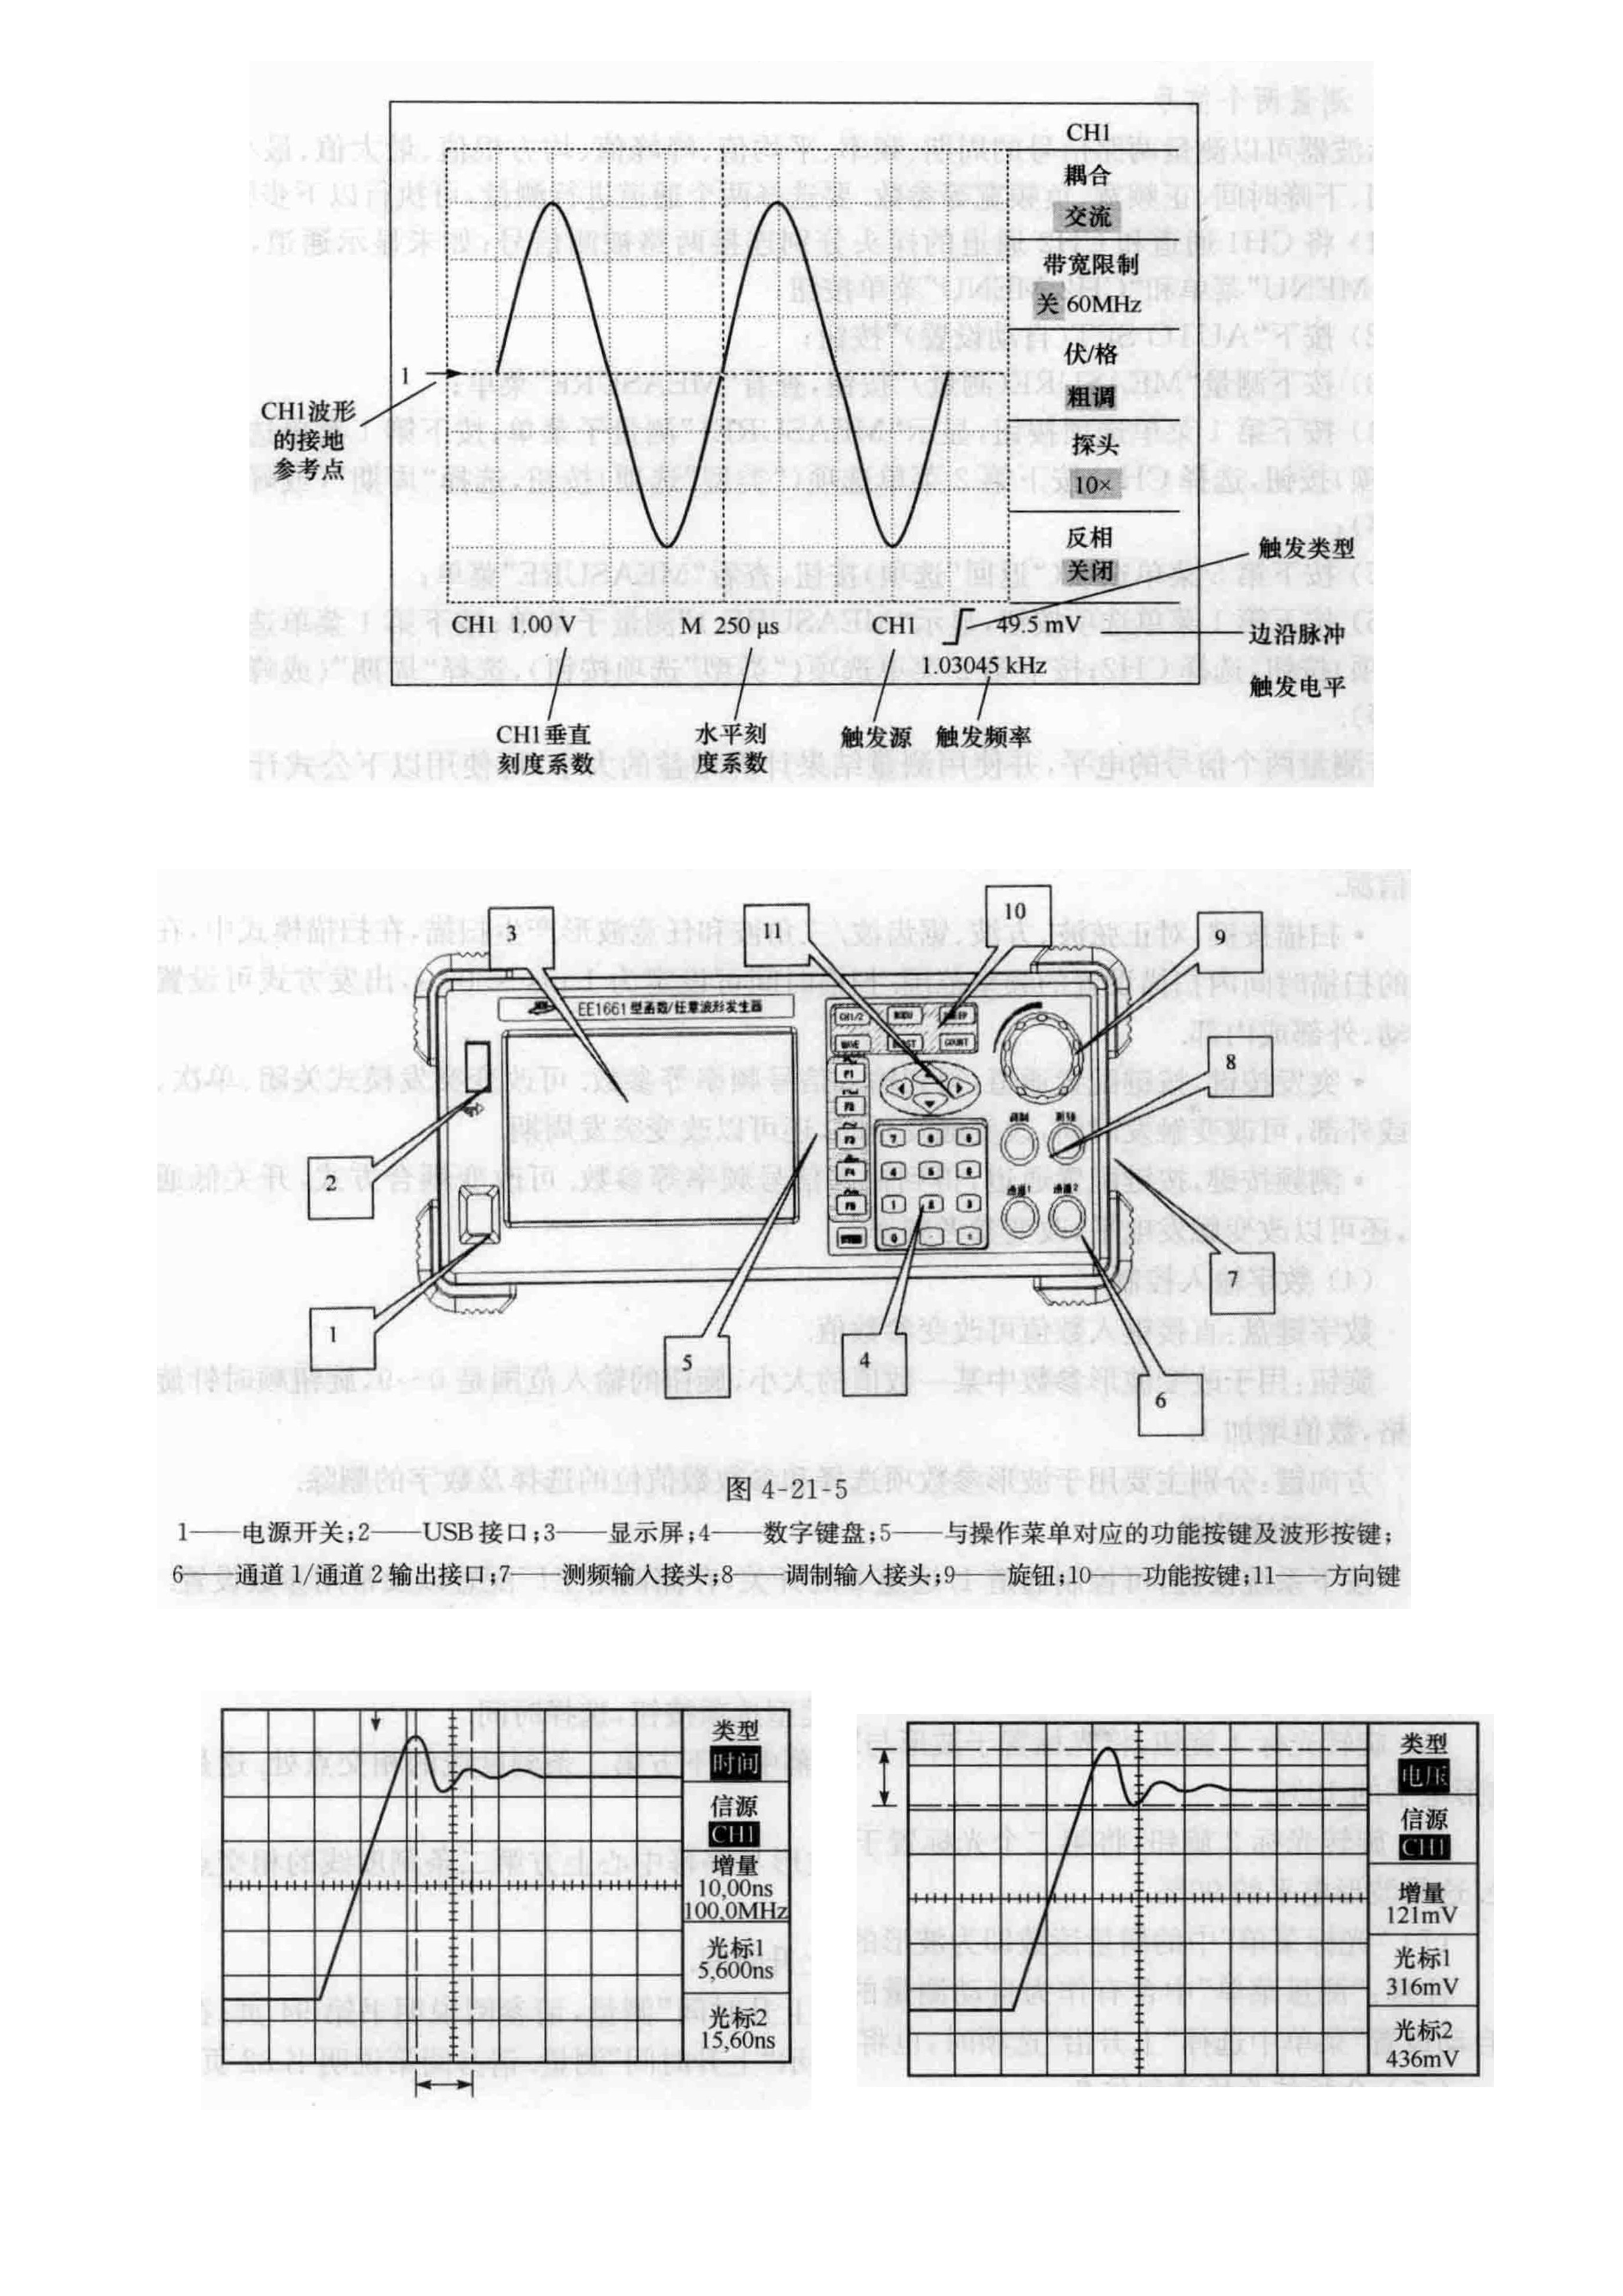 CH1
耦合
交流
带宽限制
关 60MHz
伏/格
粗调
探头
10×
反相
关闭
1
CH1波形
的接地
参考点
触发类型
CH1 1.00 V M 250 μs CH1 49.5 mV
边沿脉冲
1.03045 kHz
触发电平
CH1垂直
刻度系数
水平刻
度系数
触发源 触发频率
3
11
10
9
EE1661型函数/任意波形发生器
CH1/2
WAVE
COUNT
F1
F2
F3
F4
F5
7 8 9
4 5 6
1 2 3
0
通道1 通道2
8
2
7
1
5
4
6
图 4-21-5
1——电源开关;2——USB接口;3——显示屏;4——数字键盘;5——与操作菜单对应的功能按键及波形按键;
6——通道 1/通道 2 输出接口;7——测频输入接头;8——调制输入接头;9——旋钮;10——功能按键;11——方向键
类型
时间
信源
CH1
增量
10,00ns
100,0MHz
光标1
5,600ns
光标2
15,60ns
类型
电压
信源
CH1
增量
121mV
光标1
316mV
光标2
436mV